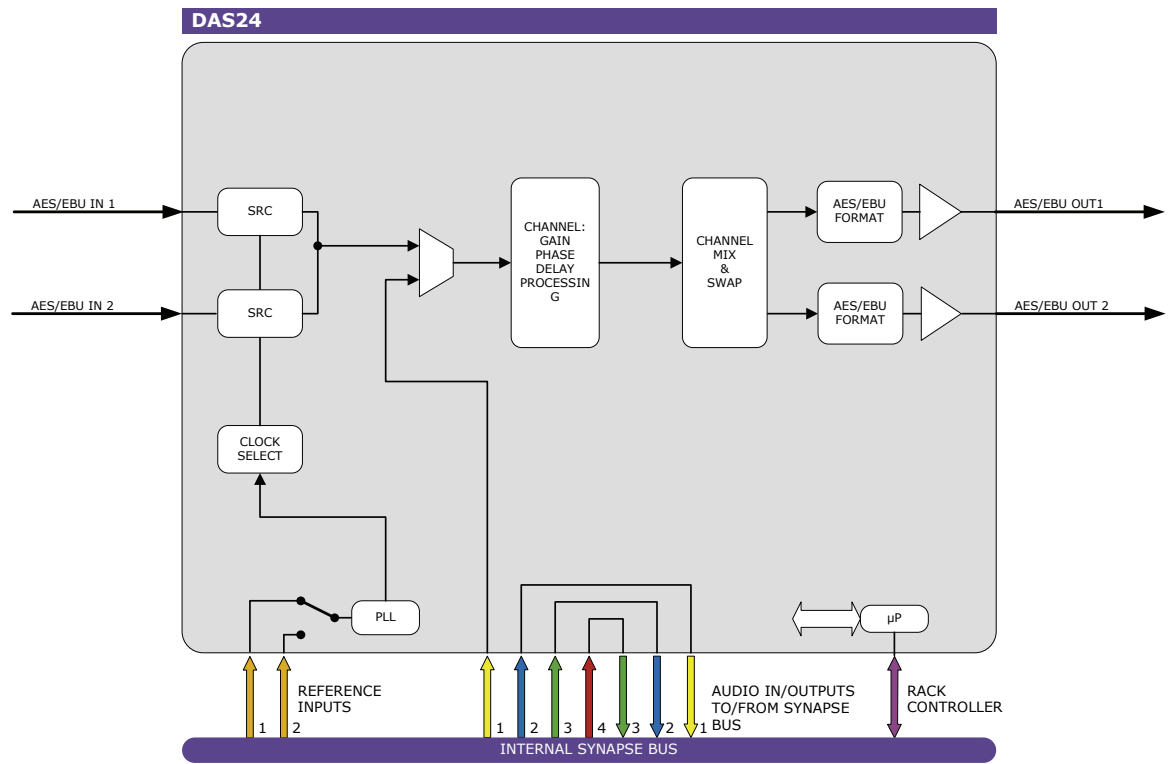 DAS24
AES/EBU IN 1
SRC
AES/EBU IN 2
SRC
CLOCK
SELECT
PLL
CHANNEL:
GAIN
PHASE
DELAY
PROCESSIN
G
CHANNEL
MIX
&
SWAP
AES/EBU
FORMAT
AES/EBU OUT1
AES/EBU
FORMAT
AES/EBU OUT 2
µP
REFERENCE
INPUTS
1
2
1
2
3
4
3
2
1
AUDIO IN/OUTPUTS
TO/FROM SYNAPSE
BUS
RACK
CONTROLLER
INTERNAL SYNAPSE BUS